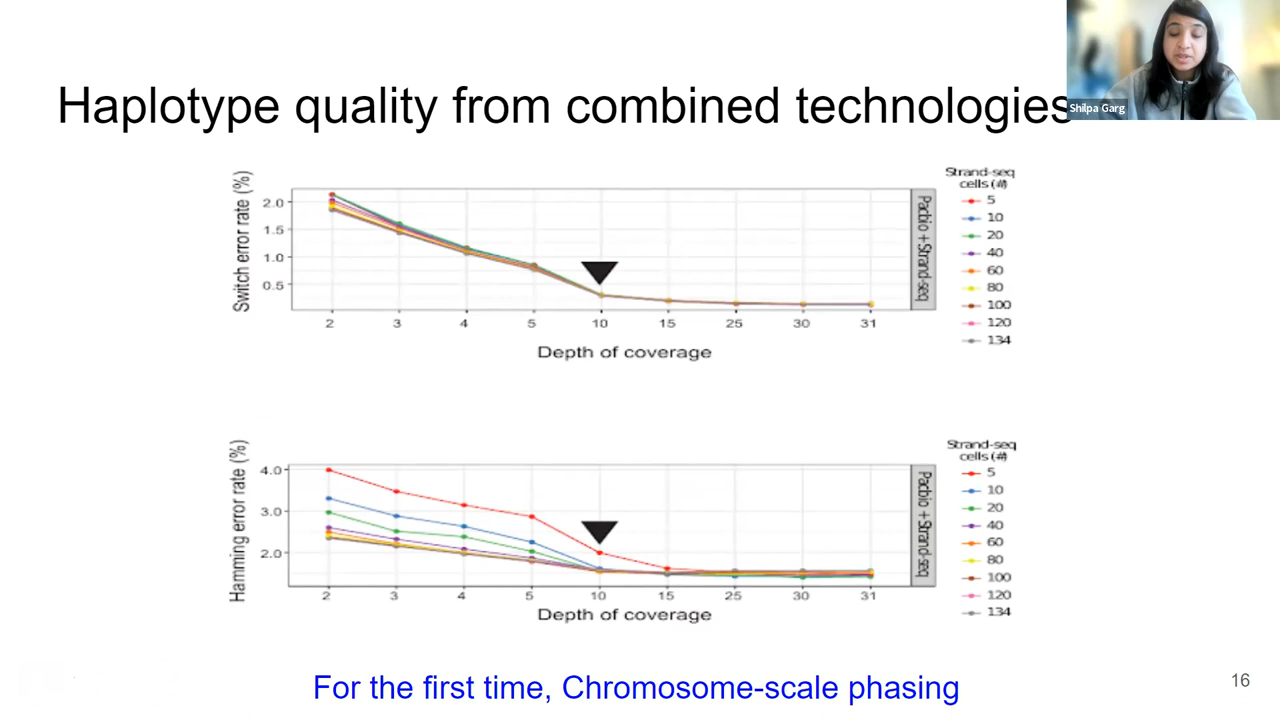 Haplotype quality from combined technologies
Shilpa Garg
Switch error rate (%)
2.0
1.5
1.0
0.5
2 3 4 5 10 15 25 30 31
Depth of coverage
Pacbio + Strand-seq
Strand-seq
cells (#)
5
10
20
40
60
80
100
120
134
Hamming error rate (%)
4.0
3.0
2.0
2 3 4 5 10 15 25 30 31
Depth of coverage
Pacbio + Strand-seq
Strand-seq
cells (#)
5
10
20
40
60
80
100
120
134
For the first time, Chromosome-scale phasing
16